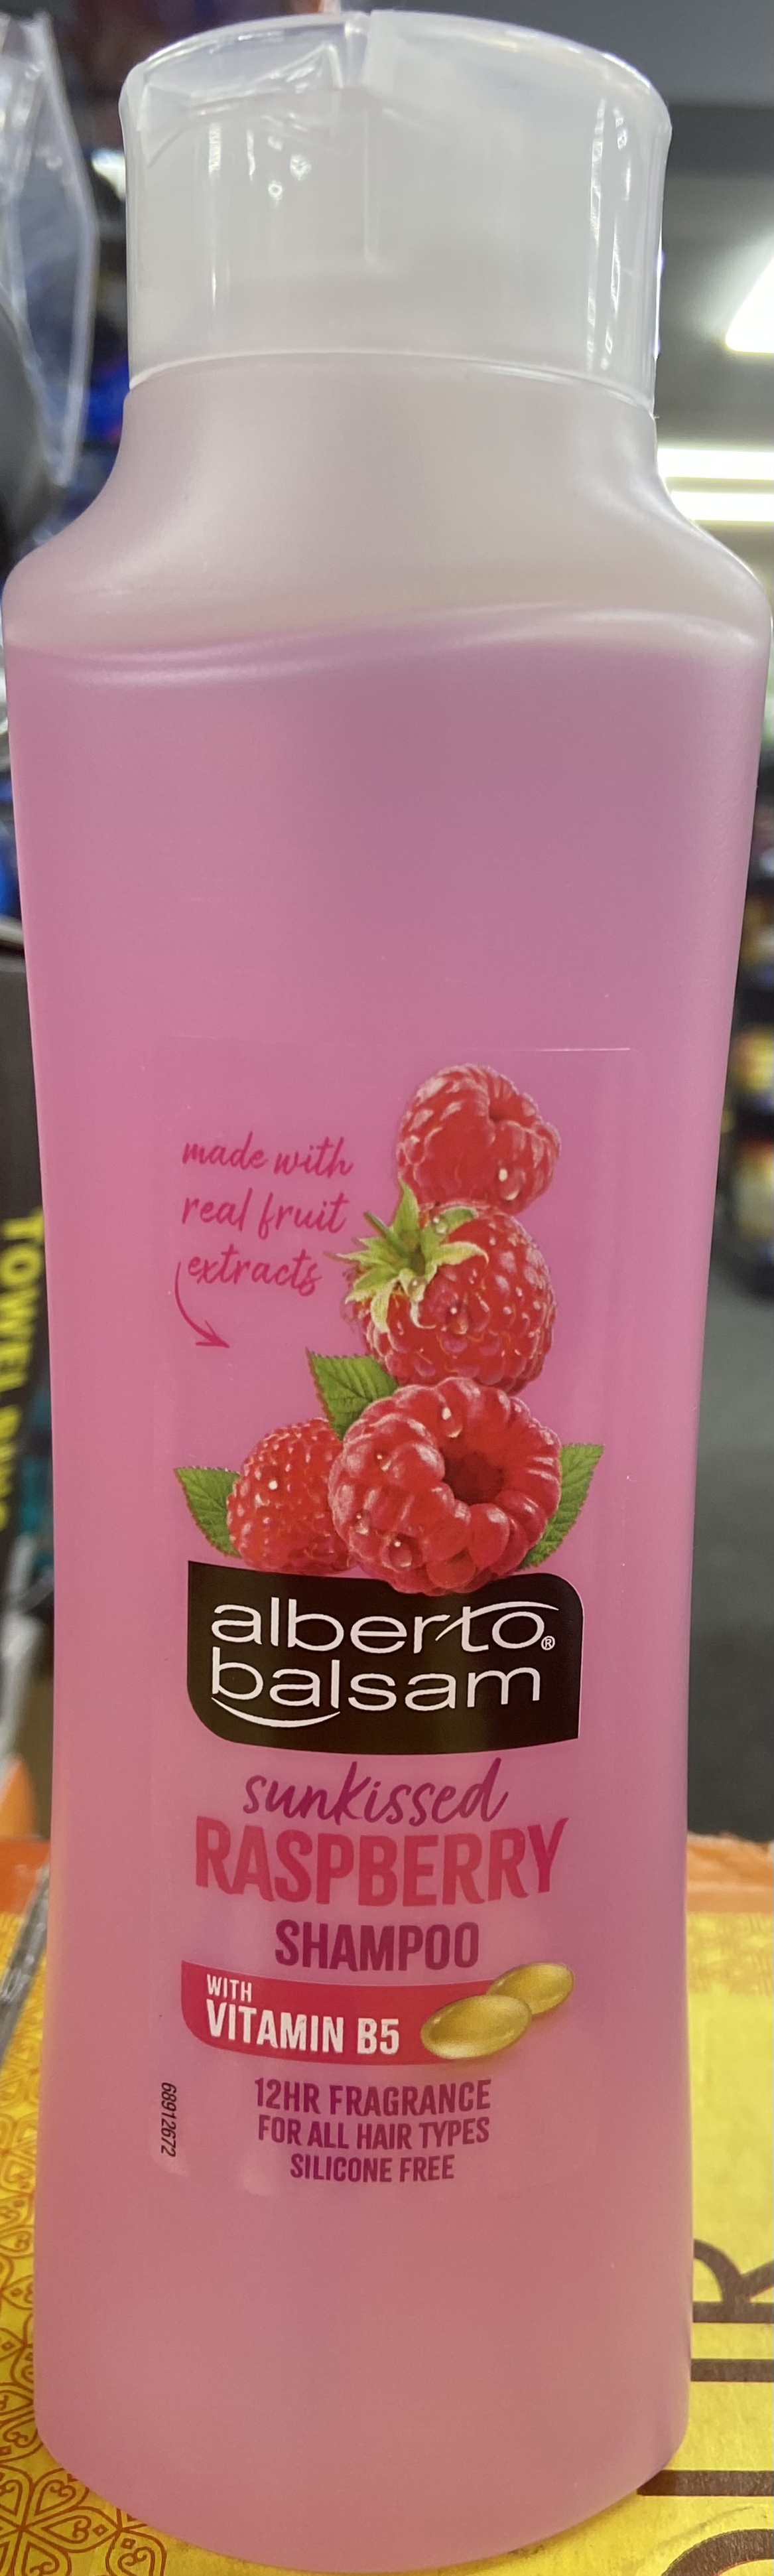 made with
real fruit
extracts
alberto®
balsam
sunkissed
RASPBERRY
SHAMPOO
WITH
VITAMIN B5
12HR FRAGRANCE
FOR ALL HAIR TYPES
SILICONE FREE
68912672